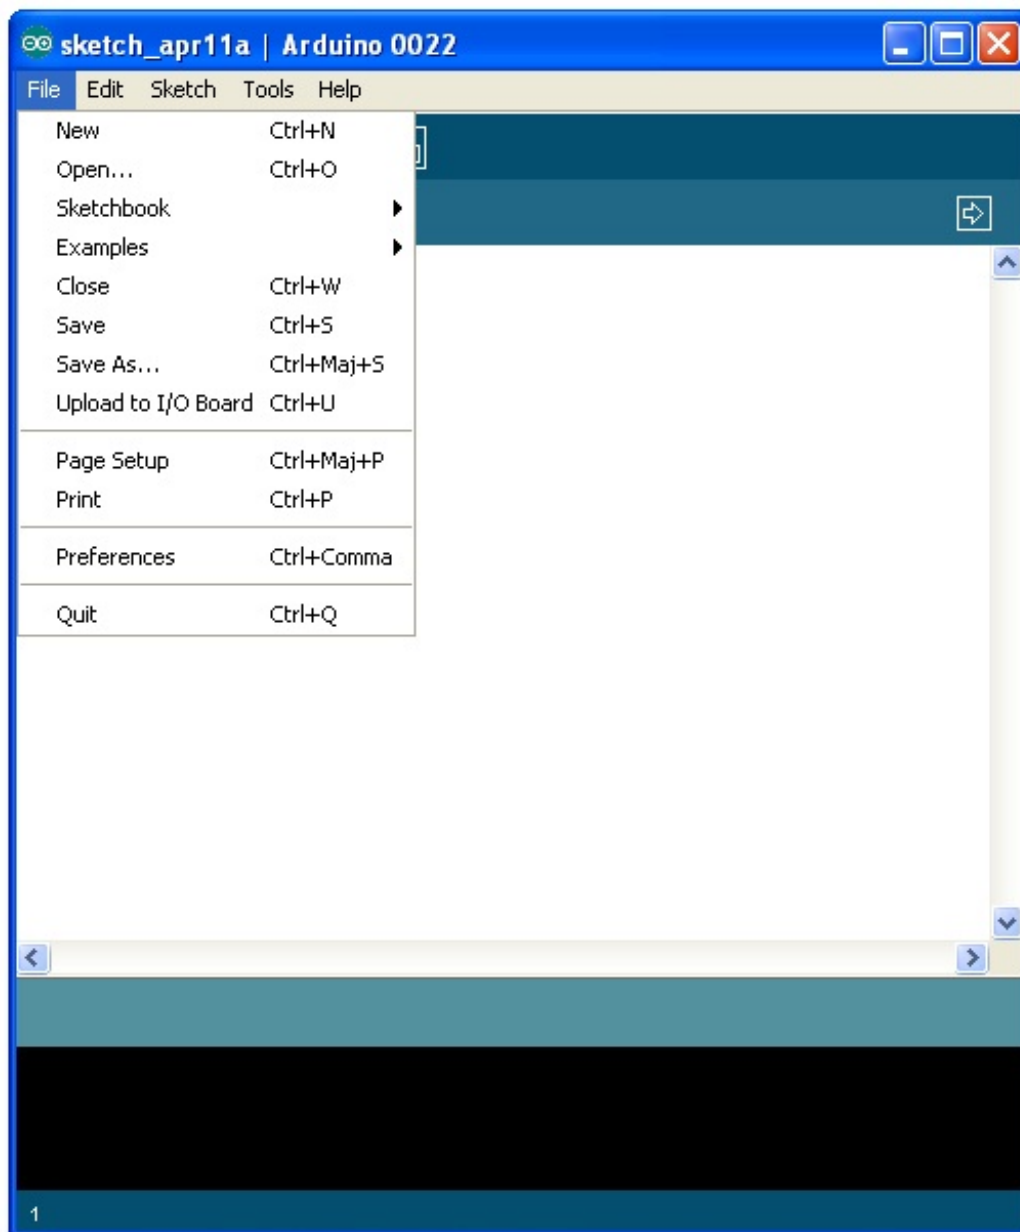 sketch_apr11a | Arduino 0022
File Edit Sketch Tools Help
New Ctrl+N
Open... Ctrl+O
Sketchbook
Examples
Close Ctrl+W
Save Ctrl+S
Save As... Ctrl+Maj+S
Upload to I/O Board Ctrl+U
Page Setup Ctrl+Maj+P
Print Ctrl+P
Preferences Ctrl+Comma
Quit Ctrl+Q
1